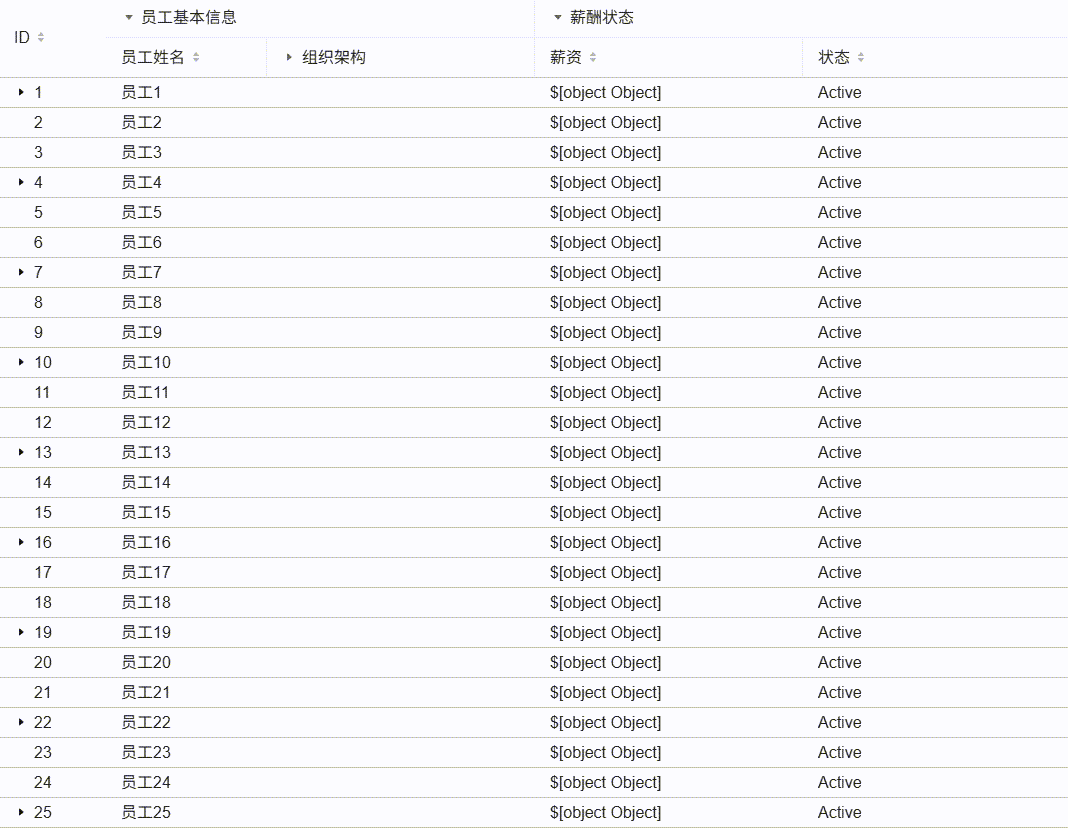 ID 员工基本信息 薪酬状态
员工姓名 组织架构 薪资 状态
1 员工1 $[object Object] Active
2 员工2 $[object Object] Active
3 员工3 $[object Object] Active
4 员工4 $[object Object] Active
5 员工5 $[object Object] Active
6 员工6 $[object Object] Active
7 员工7 $[object Object] Active
8 员工8 $[object Object] Active
9 员工9 $[object Object] Active
10 员工10 $[object Object] Active
11 员工11 $[object Object] Active
12 员工12 $[object Object] Active
13 员工13 $[object Object] Active
14 员工14 $[object Object] Active
15 员工15 $[object Object] Active
16 员工16 $[object Object] Active
17 员工17 $[object Object] Active
18 员工18 $[object Object] Active
19 员工19 $[object Object] Active
20 员工20 $[object Object] Active
21 员工21 $[object Object] Active
22 员工22 $[object Object] Active
23 员工23 $[object Object] Active
24 员工24 $[object Object] Active
25 员工25 $[object Object] Active